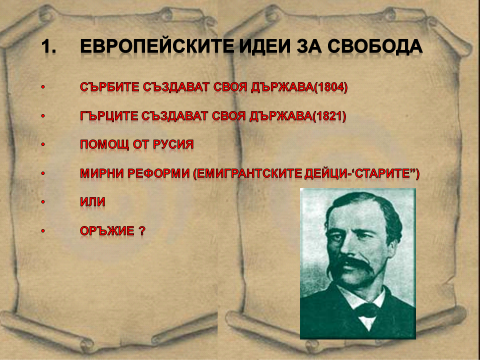 1. ЕВРОПЕЙСКИТЕ ИДЕИ ЗА СВОБОДА
• СЪРБИТЕ СЪЗДАВАТ СВОЯ ДЪРЖАВА(1804)
• ГЪРЦИТЕ СЪЗДАВАТ СВОЯ ДЪРЖАВА(1821)
• ПОМОЩ ОТ РУСИЯ
• МИРНИ РЕФОРМИ (ЕМИГРАНТСКИТЕ ДЕЙЦИ-‘СТАРИТЕ”)
• ИЛИ
• ОРЪЖИЕ ?